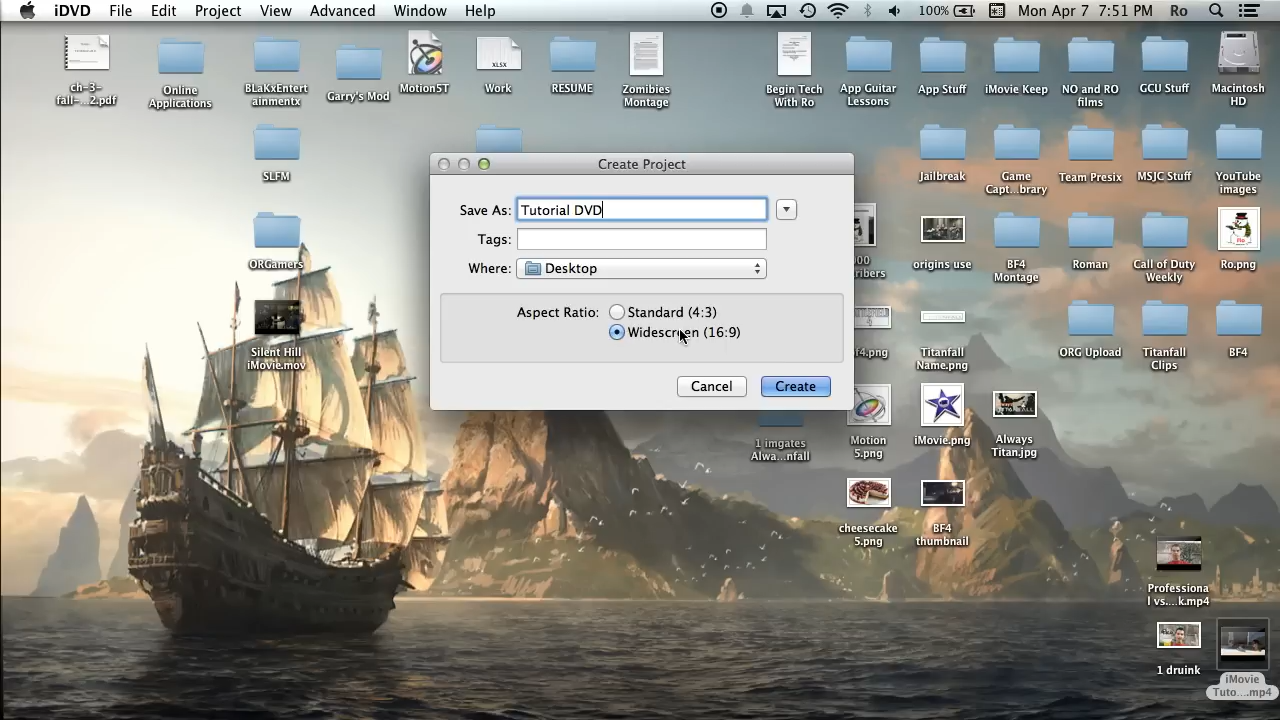 iDVD File Edit Project View Advanced Window Help 100% Mon Apr 7 7:51 PM Ro
ch-3-
fall-...2.pdf
Online
Applications
BLaKxEntert
ainmentx
Garry's Mod
Motion5T
XLSX
Work
RESUME
Zomibies
Montage
Begin Tech
With Ro
App Guitar
Lessons
App Stuff
iMovie Keep
NO and RO
films
GCU Stuff
Macintosh
HD
SLFM
Jailbreak
Game
Capt...brary
Team Presix
MSJC Stuff
YouTube
images
Create Project
Save As: Tutorial DVD
Tags:
Where: Desktop
Aspect Ratio: Standard (4:3)
Widescreen (16:9)
Cancel Create
ORGamers
origins use
BF4
Montage
Roman
Call of Duty
Weekly
Ro
Ro.png
Silent Hill
iMovie.mov
Titanfall
Name.png
ORG Upload
Titanfall
Clips
BF4
1 imgates
Alwa...nfall
Motion
5.png
iMovie.png
Always
Titan.jpg
cheesecake
5.png
BF4
thumbnail
Professiona
l vs....k.mp4
1 druink
iMovie
Tuto....mp4